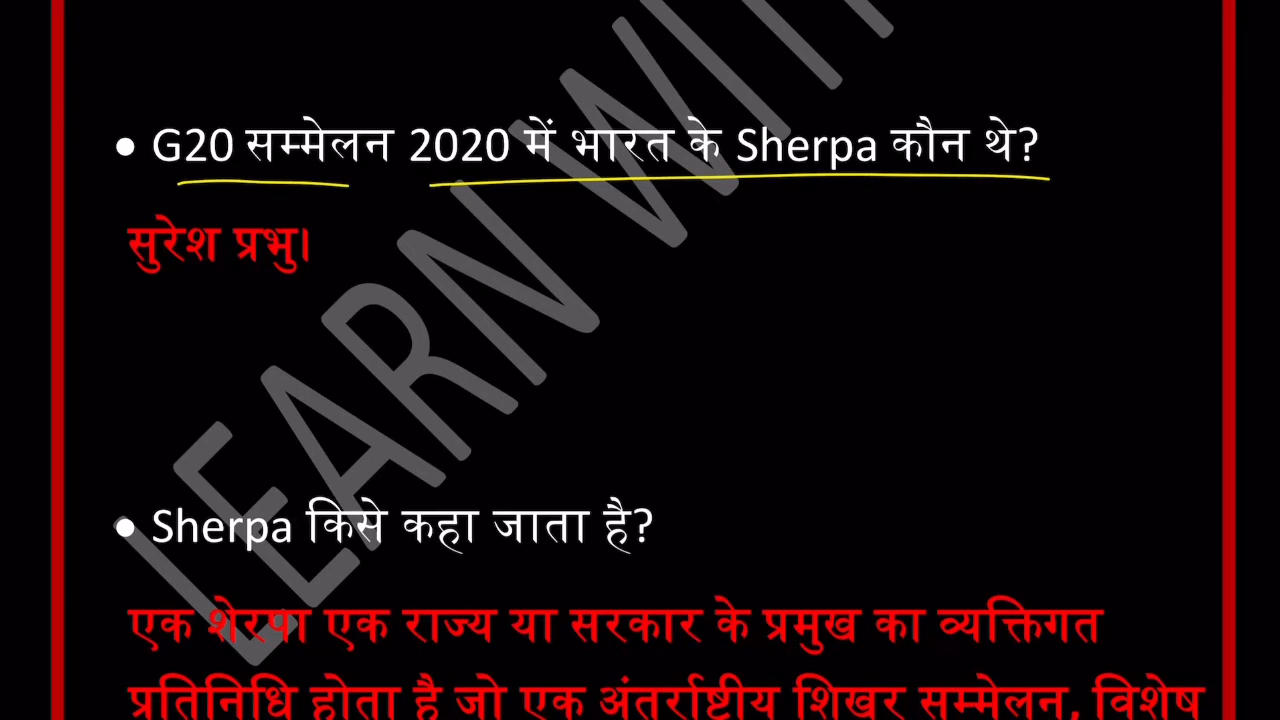 • G20 सम्मेलन 2020 में भारत के Sherpa कौन थे?
सुरेश प्रभु।
• Sherpa किसे कहा जाता है?
एक शेरपा एक राज्य या सरकार के प्रमुख का व्यक्तिगत
प्रतिनिधि होता है जो एक अंतर्राष्ट्रीय शिखर सम्मेलन, विशेष
LEARN WIT